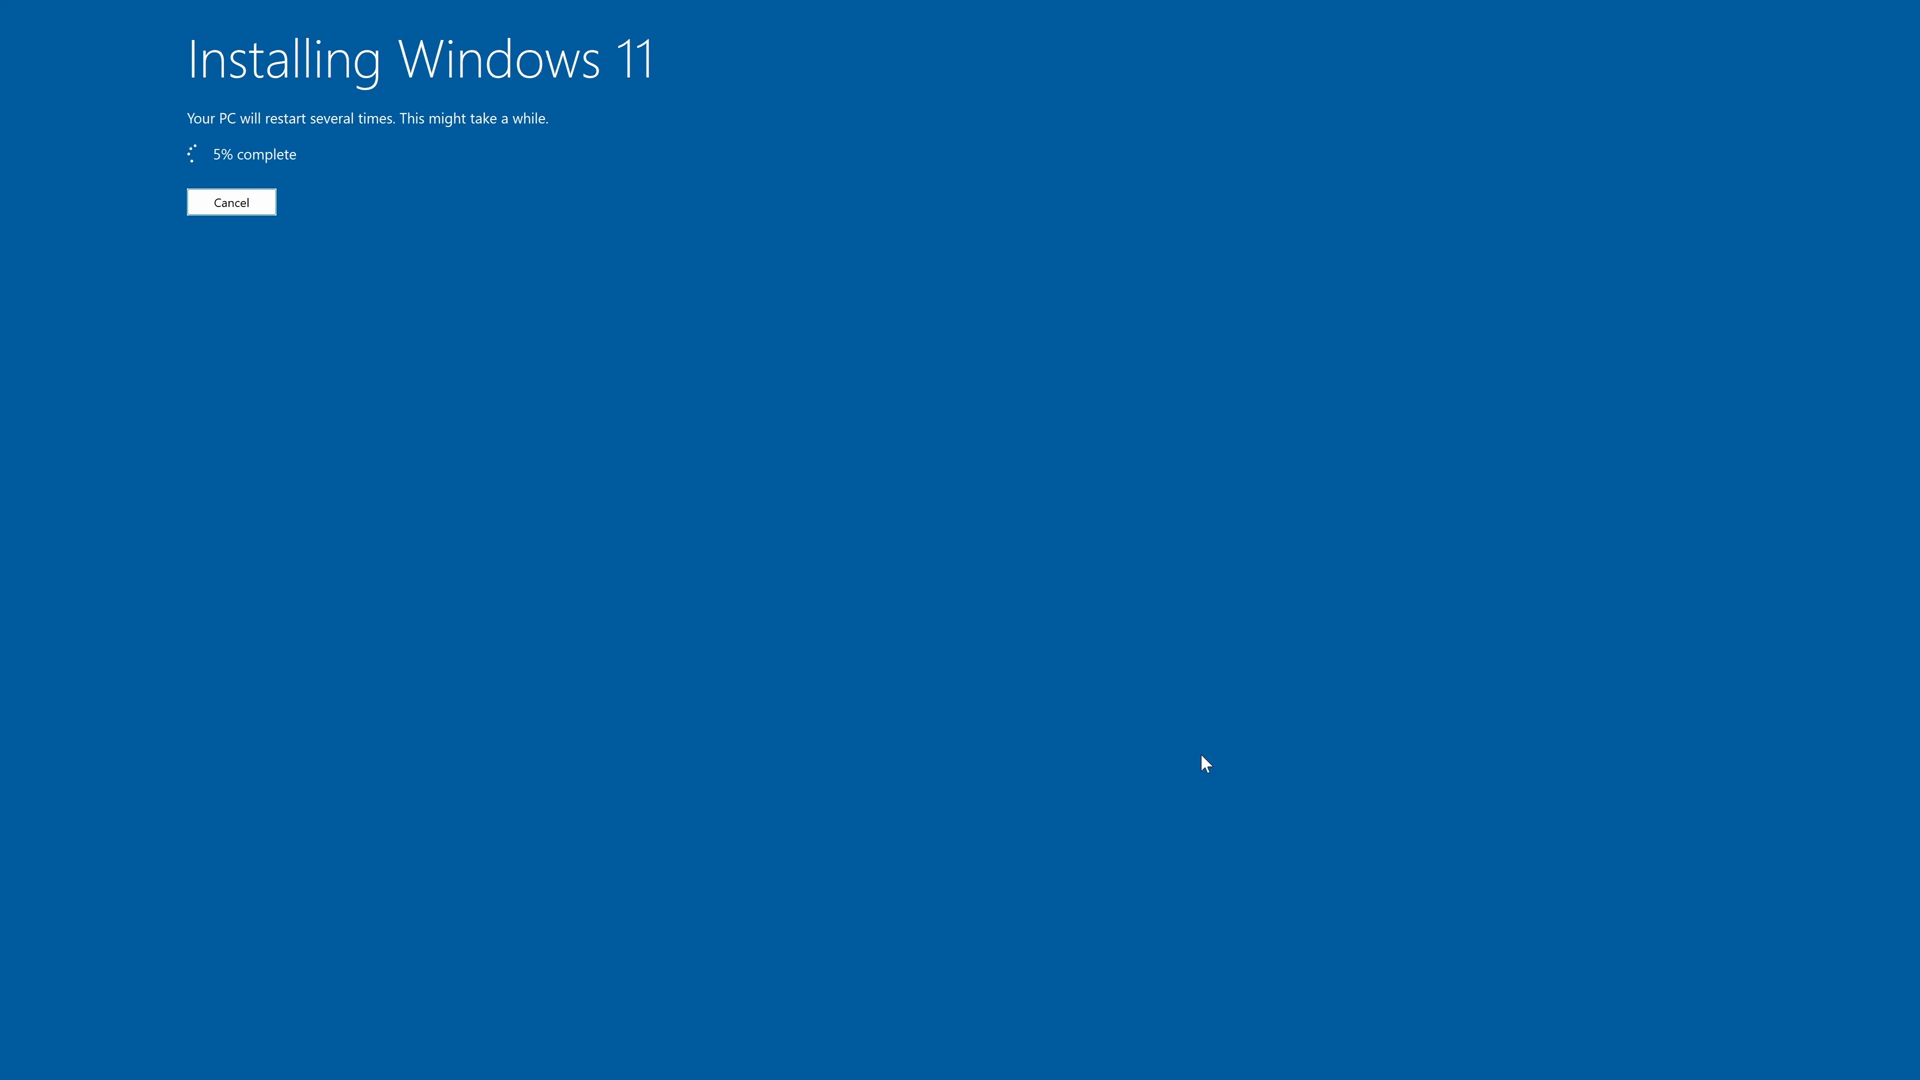 Installing Windows 11
Your PC will restart several times. This might take a while.
5% complete
Cancel